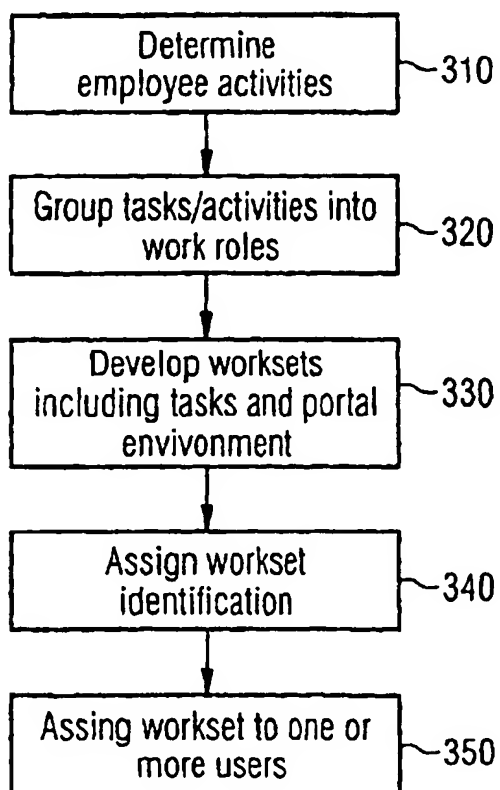 Determine
employee activities
310
Group tasks/activities into
work roles
320
Develop worksets
including tasks and portal
envivonment
330
Assign workset
identification
340
Assing workset to one or
more users
350